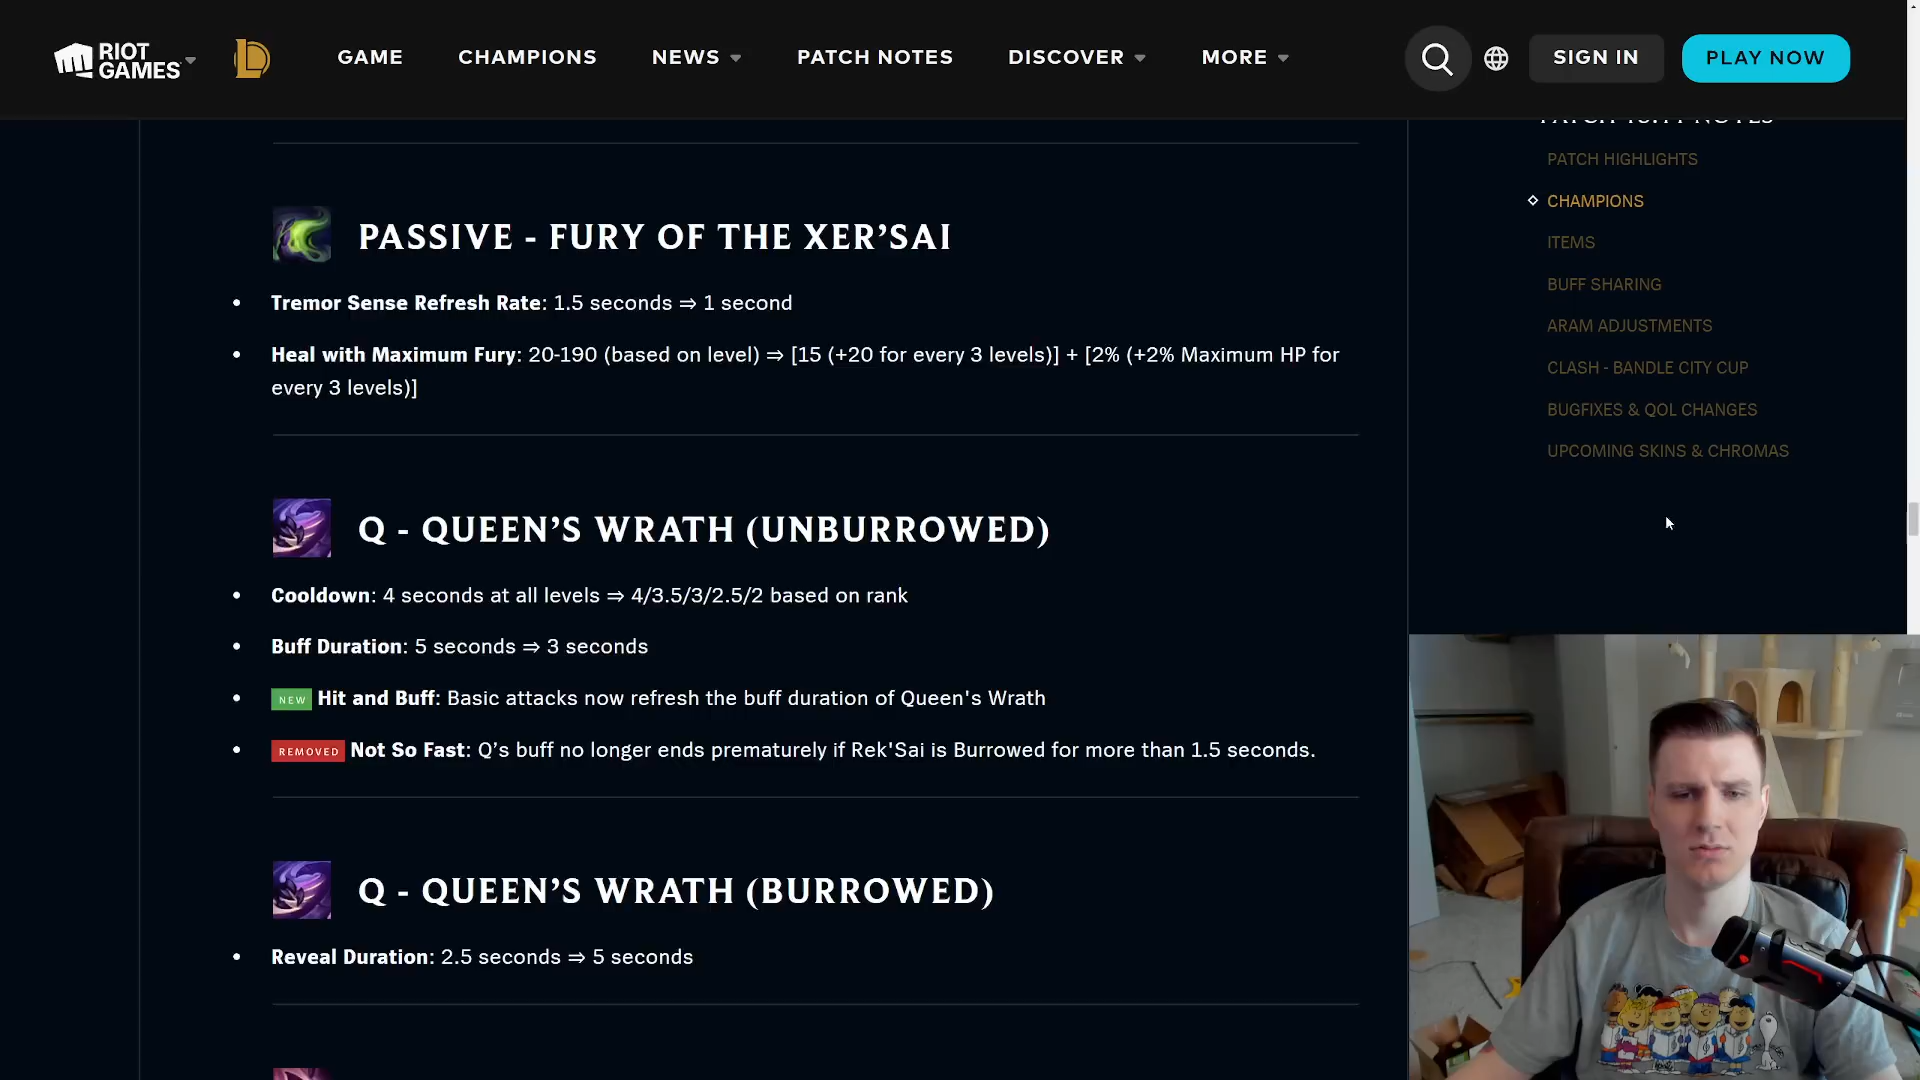 RIOT GAMES
GAME
CHAMPIONS
NEWS
PATCH NOTES
DISCOVER
MORE
SIGN IN
PLAY NOW
PATCH HIGHLIGHTS
CHAMPIONS
ITEMS
BUFF SHARING
ARAM ADJUSTMENTS
CLASH - BANDLE CITY CUP
BUGFIXES & QOL CHANGES
UPCOMING SKINS & CHROMAS
PASSIVE - FURY OF THE XER’SAI
• Tremor Sense Refresh Rate: 1.5 seconds ⇒ 1 second
• Heal with Maximum Fury: 20-190 (based on level) ⇒ [15 (+20 for every 3 levels)] + [2% (+2% Maximum HP for
every 3 levels)]
Q - QUEEN’S WRATH (UNBURROWED)
• Cooldown: 4 seconds at all levels ⇒ 4/3.5/3/2.5/2 based on rank
• Buff Duration: 5 seconds ⇒ 3 seconds
• NEW Hit and Buff: Basic attacks now refresh the buff duration of Queen's Wrath
• REMOVED Not So Fast: Q’s buff no longer ends prematurely if Rek'Sai is Burrowed for more than 1.5 seconds.
Q - QUEEN’S WRATH (BURROWED)
• Reveal Duration: 2.5 seconds ⇒ 5 seconds